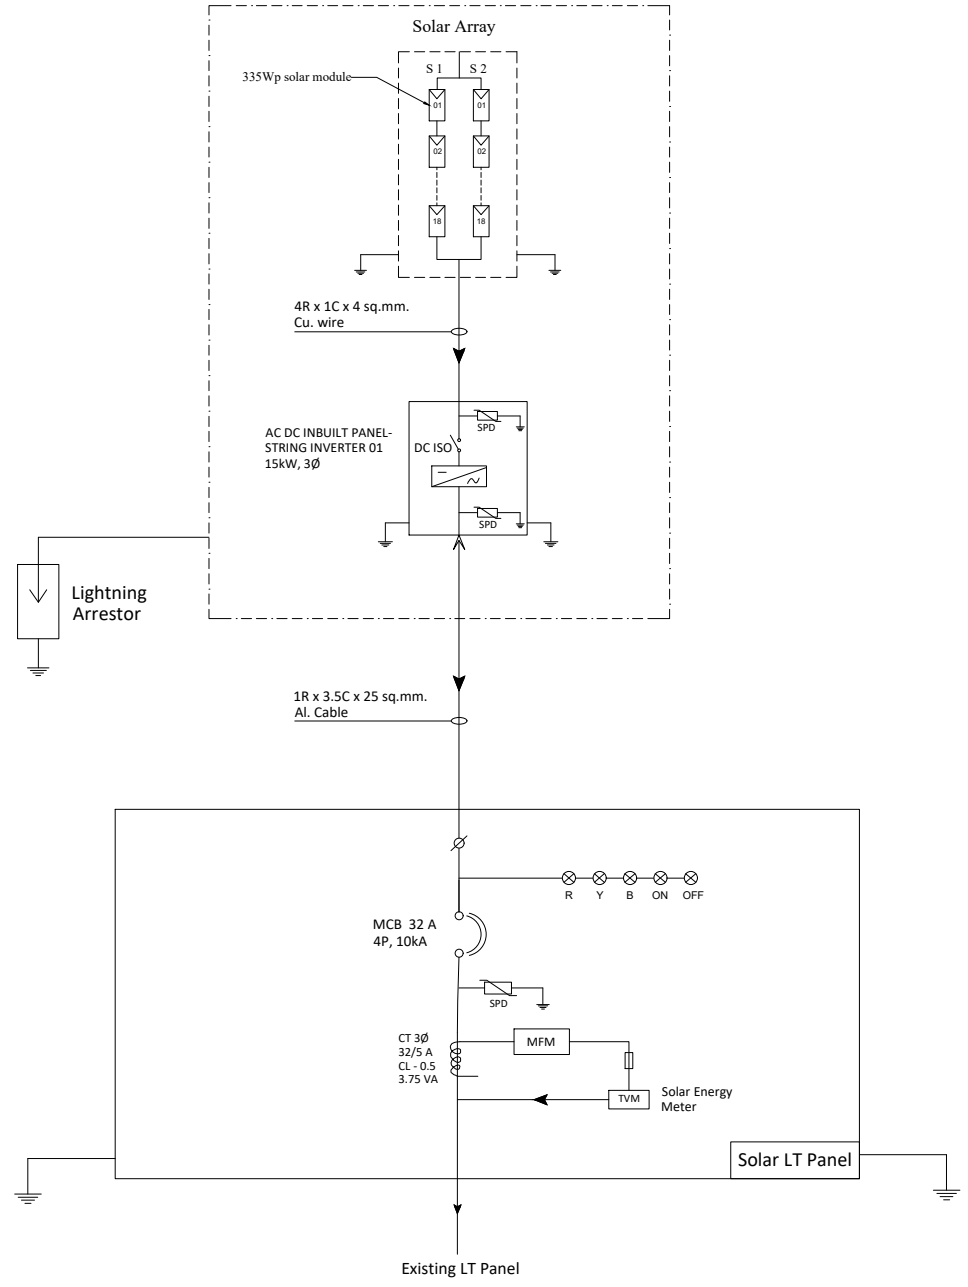 Solar Array
S 1 S 2
335Wp solar module
01 01
02 02
18 18
4R x 1C x 4 sq.mm.
Cu. wire
AC DC INBUILT PANEL-
STRING INVERTER 01
15kW, 3Ø
SPD
DC ISO
SPD
Lightning
Arrestor
1R x 3.5C x 25 sq.mm.
Al. Cable
R Y B ON OFF
MCB 32 A
4P, 10kA
SPD
CT 3Ø
32/5 A
CL - 0.5
3.75 VA
MFM
TVM
Solar Energy
Meter
Solar LT Panel
Existing LT Panel